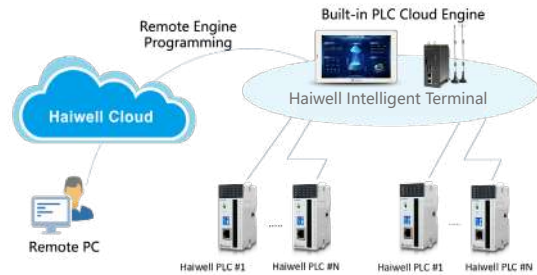 Built-in PLC Cloud Engine
Remote Engine
Programming
Haiwell Intelligent Terminal
Haiwell Cloud
Remote PC
......
......
Haiwell PLC #1
Haiwell PLC #N
Haiwell PLC #1
Haiwell PLC #N